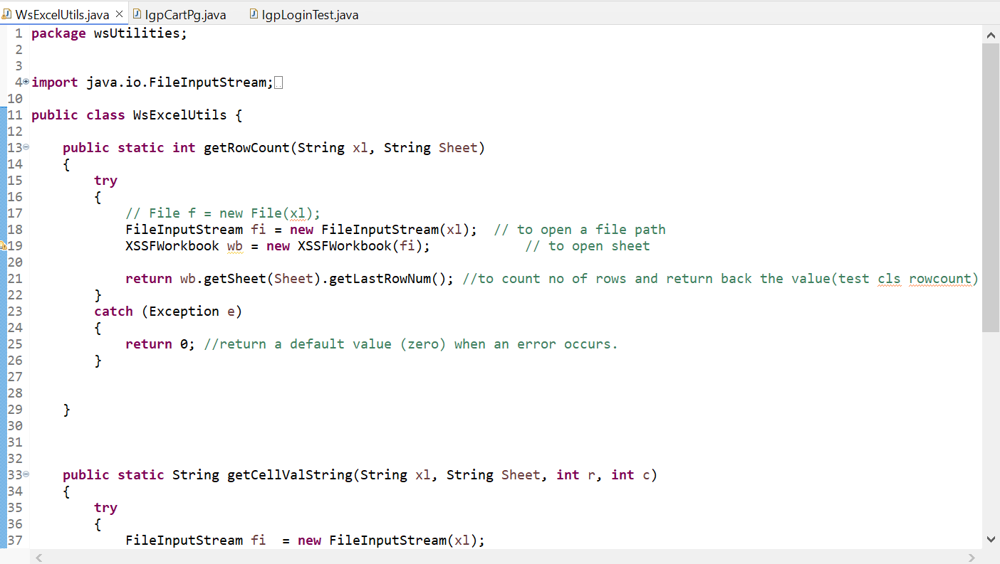 WsExcelUtils.java IgpCartPg.java IgpLoginTest.java
1 package wsUtilities;
2
3
4 import java.io.FileInputStream;
10
11 public class WsExcelUtils {
12
13 public static int getRowCount(String xl, String Sheet)
14 {
15 try
16 {
17 // File f = new File(xl);
18 FileInputStream fi = new FileInputStream(xl); // to open a file path
19 XSSFWorkbook wb = new XSSFWorkbook(fi); // to open sheet
20
21 return wb.getSheet(Sheet).getLastRowNum(); //to count no of rows and return back the value(test cls rowcount)
22 }
23 catch (Exception e)
24 {
25 return 0; //return a default value (zero) when an error occurs.
26 }
27
28
29 }
30
31
32
33 public static String getCellValString(String xl, String Sheet, int r, int c)
34 {
35 try
36 {
37 FileInputStream fi = new FileInputStream(xl);